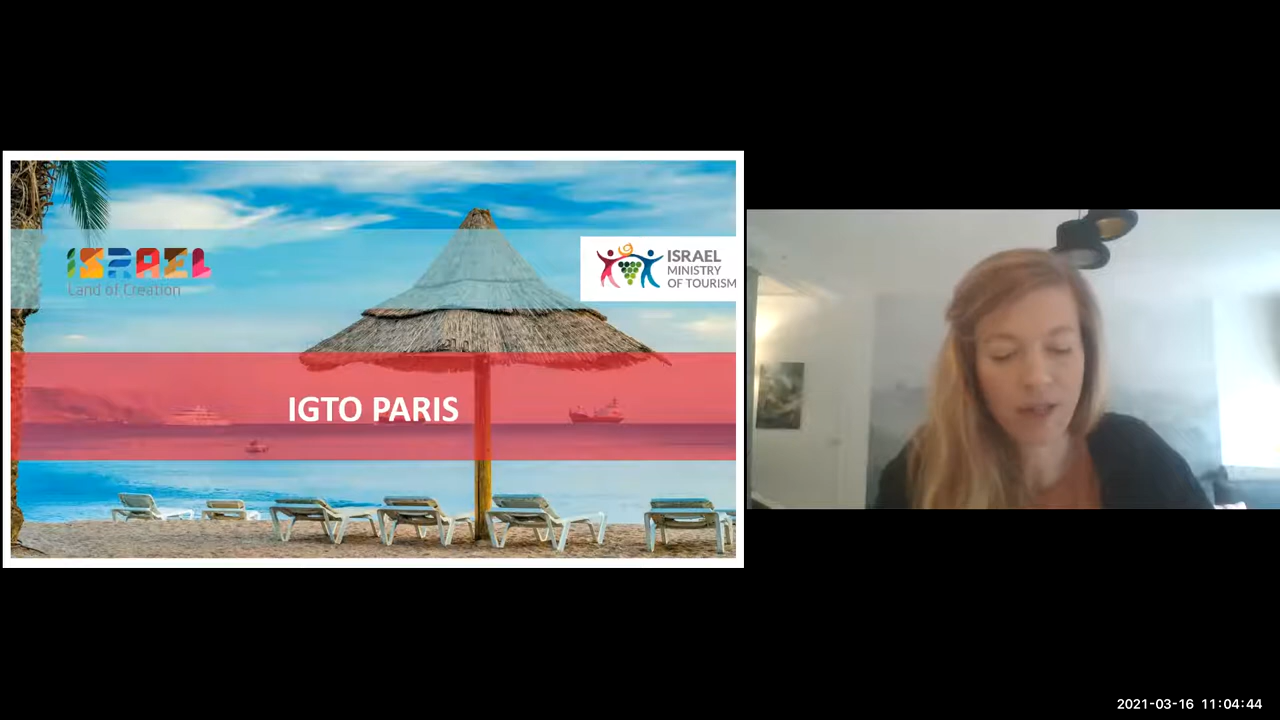 ISRAEL
Land of Creation
ISRAEL
MINISTRY
OF TOURISM
IGTO PARIS
2021-03-16 11:04:44